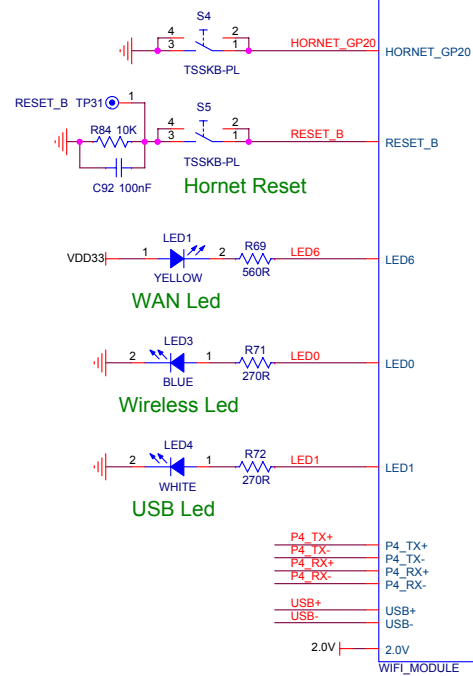 S4
4 2
3 1
HORNET_GP20 HORNET_GP20
TSSKB-PL
RESET_B TP31 1
S5
R84 10K 4 2
3 1
RESET_B RESET_B
TSSKB-PL
C92 100nF
Hornet Reset
LED1
VDD33 1 2 R69 LED6 LED6
YELLOW 560R
WAN Led
LED3
2 1 R71 LED0 LED0
BLUE 270R
Wireless Led
LED4
2 1 R72 LED1 LED1
WHITE 270R
USB Led
P4_TX+ P4_TX+
P4_TX- P4_TX-
P4_RX+ P4_RX+
P4_RX- P4_RX-
USB+ USB+
USB- USB-
2.0V 2.0V
WIFI_MODULE